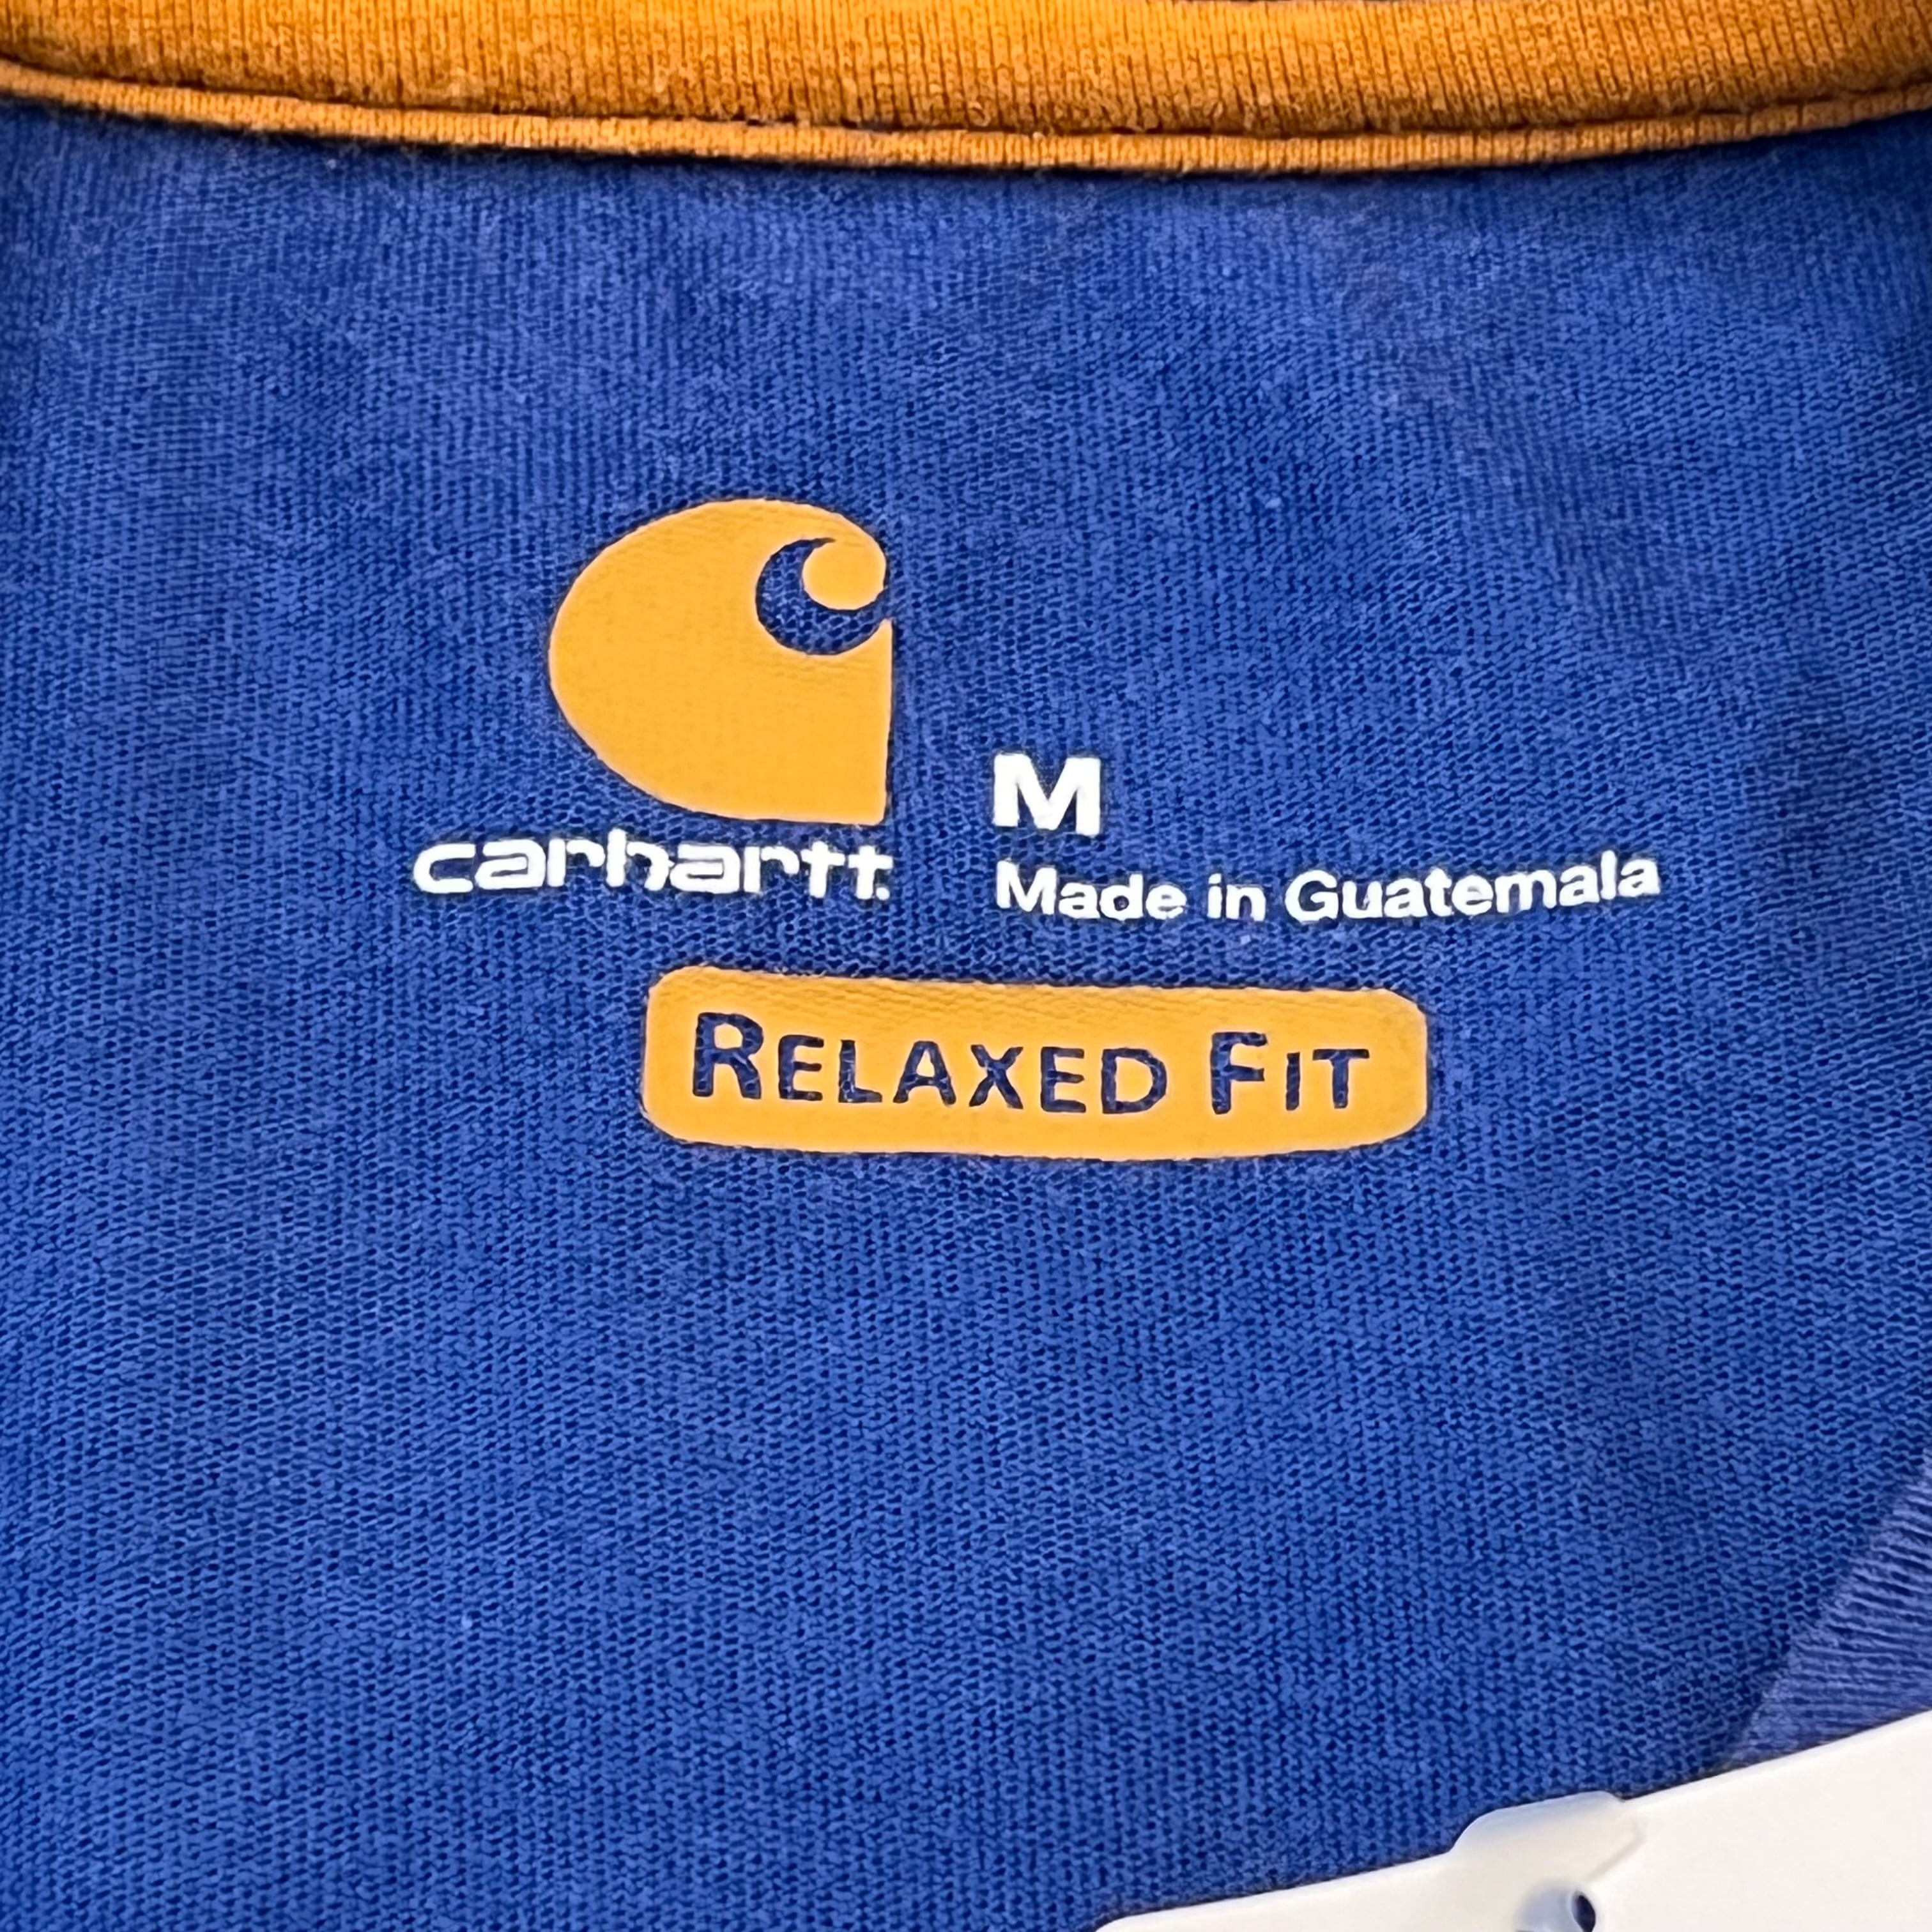 carhartt.
M
Made in Guatemala
RELAXED FIT